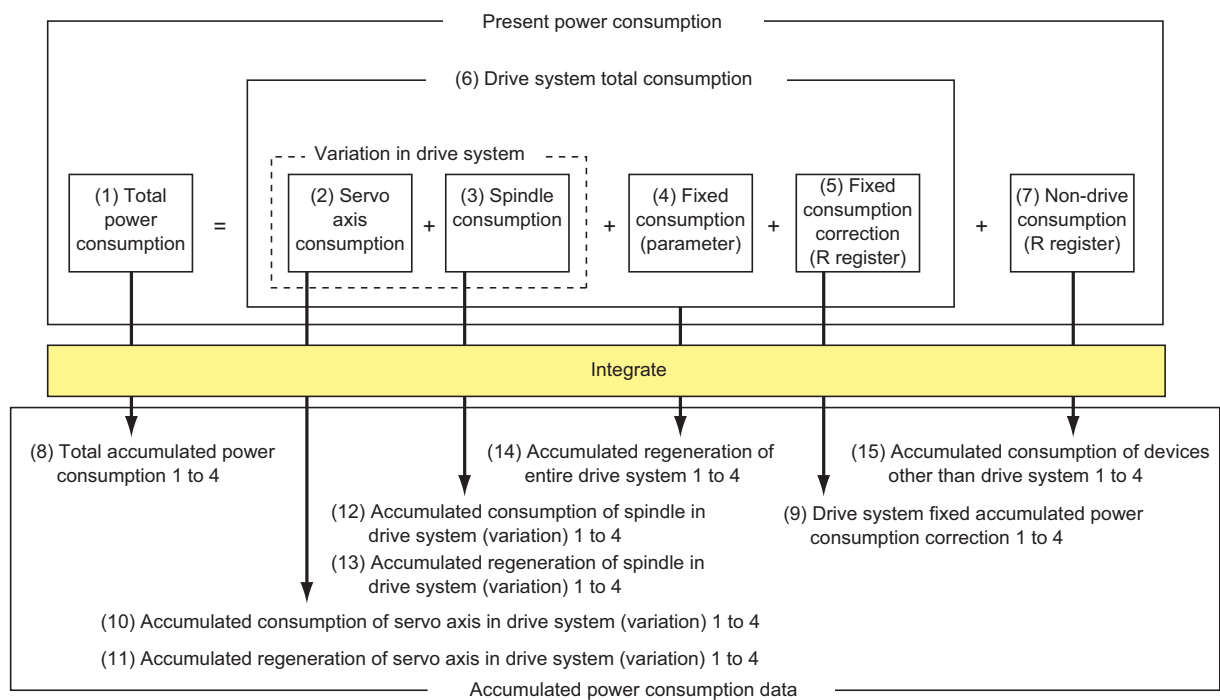 Present power consumption
(6) Drive system total consumption
Variation in drive system
(1) Total
power
consumption
=
(2) Servo
axis
consumption
+
(3) Spindle
consumption
+
(4) Fixed
consumption
(parameter)
+
(5) Fixed
consumption
correction
(R register)
+
(7) Non-drive
consumption
(R register)
Integrate
(8) Total accumulated power
consumption 1 to 4
(14) Accumulated regeneration of
entire drive system 1 to 4
(15) Accumulated consumption of devices
other than drive system 1 to 4
(12) Accumulated consumption of spindle in
drive system (variation) 1 to 4
(9) Drive system fixed accumulated power
consumption correction 1 to 4
(13) Accumulated regeneration of spindle in
drive system (variation) 1 to 4
(10) Accumulated consumption of servo axis in drive system (variation) 1 to 4
(11) Accumulated regeneration of servo axis in drive system (variation) 1 to 4
Accumulated power consumption data